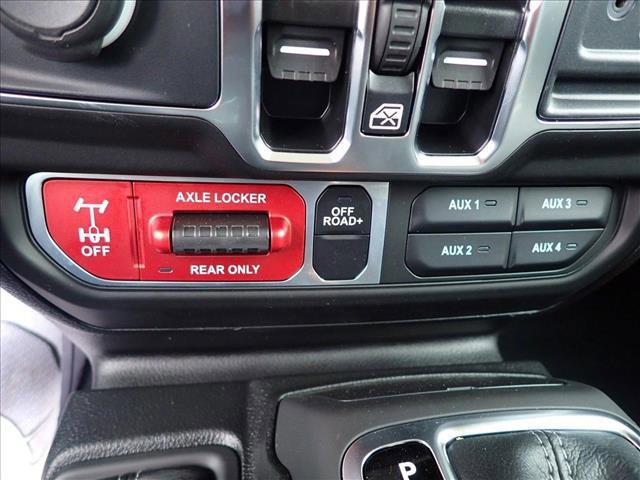 AXLE LOCKER
OFF
REAR ONLY
OFF
ROAD+
AUX 1
AUX 3
AUX 2
AUX 4
P